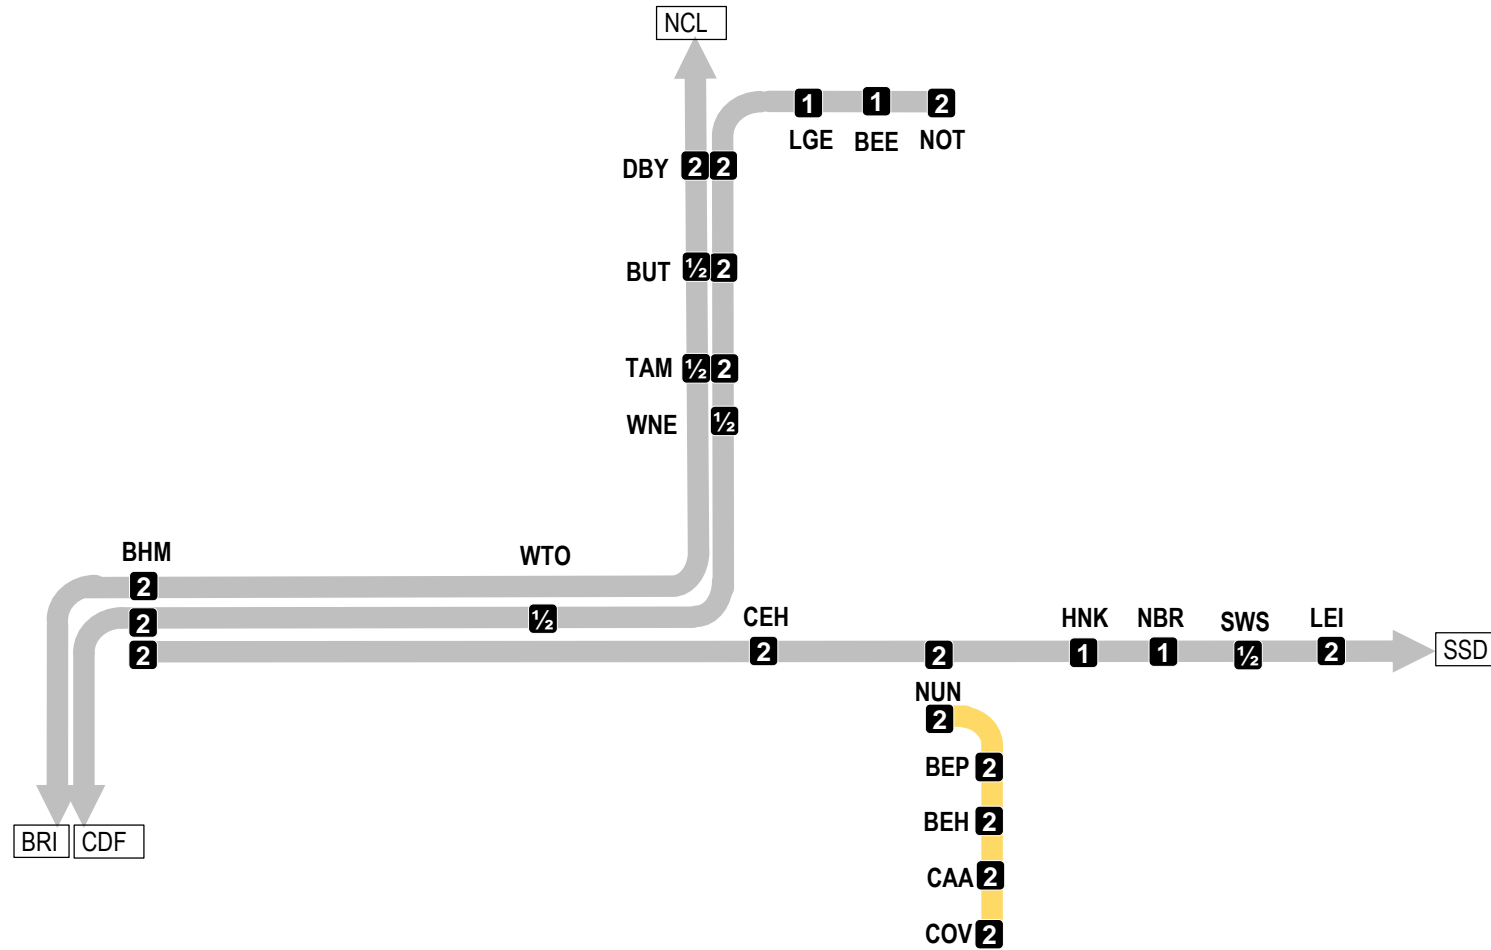 NCL
1 1 2
LGE BEE NOT
DBY 2 2
BUT ½ 2
TAM ½ 2
WNE ½
BHM WTO
2
2 ½
CEH HNK NBR SWS LEI
2 2 2 1 1 ½ 2 SSD
NUN
2
BEP 2
BEH 2
BRI CDF
CAA 2
COV 2